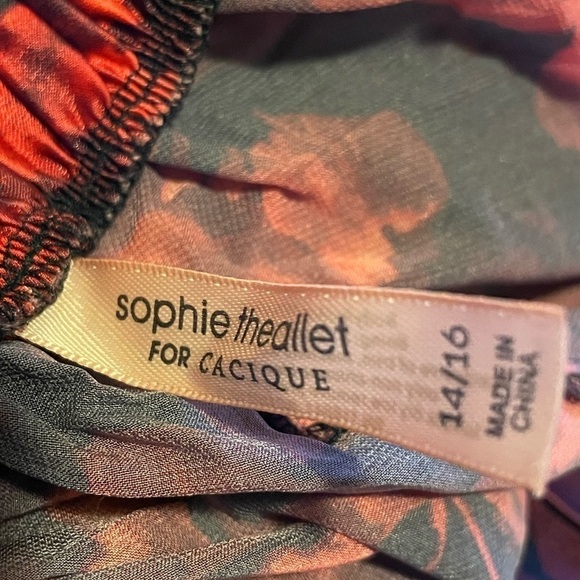 sophie theallet
FOR CACIQUE
14/16
MADE IN
CHINA